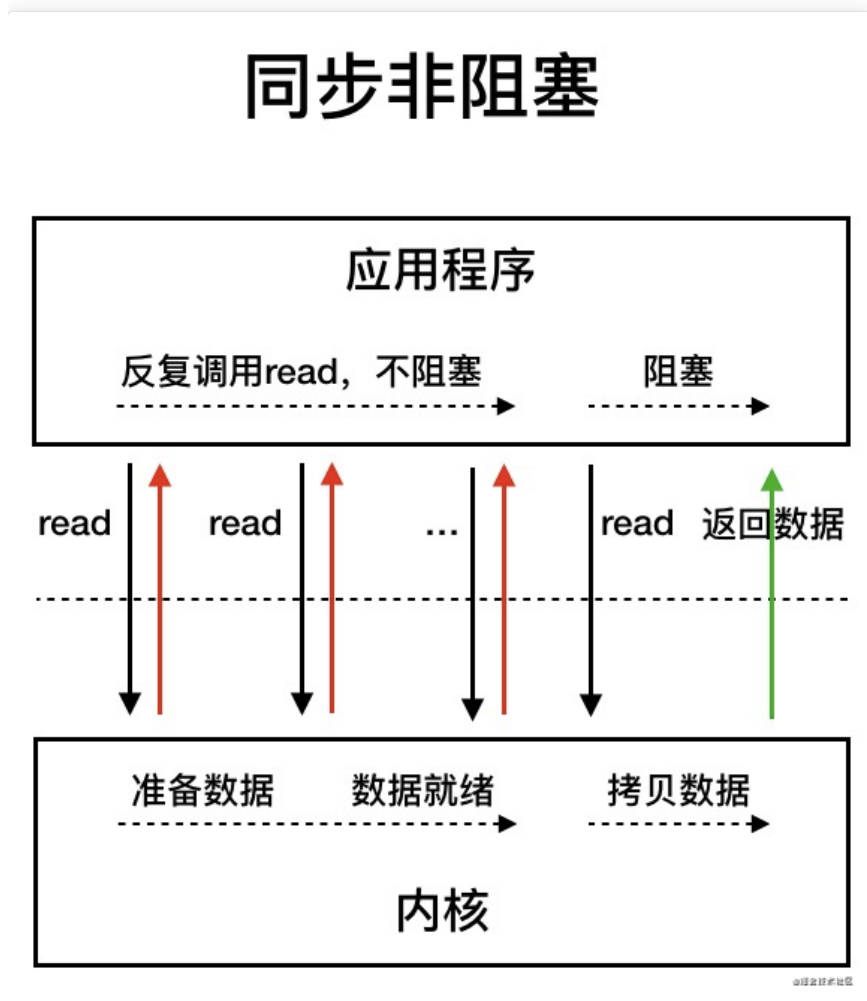 同步非阻塞
应用程序
反复调用read，不阻塞
阻塞
read
read
...
read
返回数据
准备数据
数据就绪
拷贝数据
内核